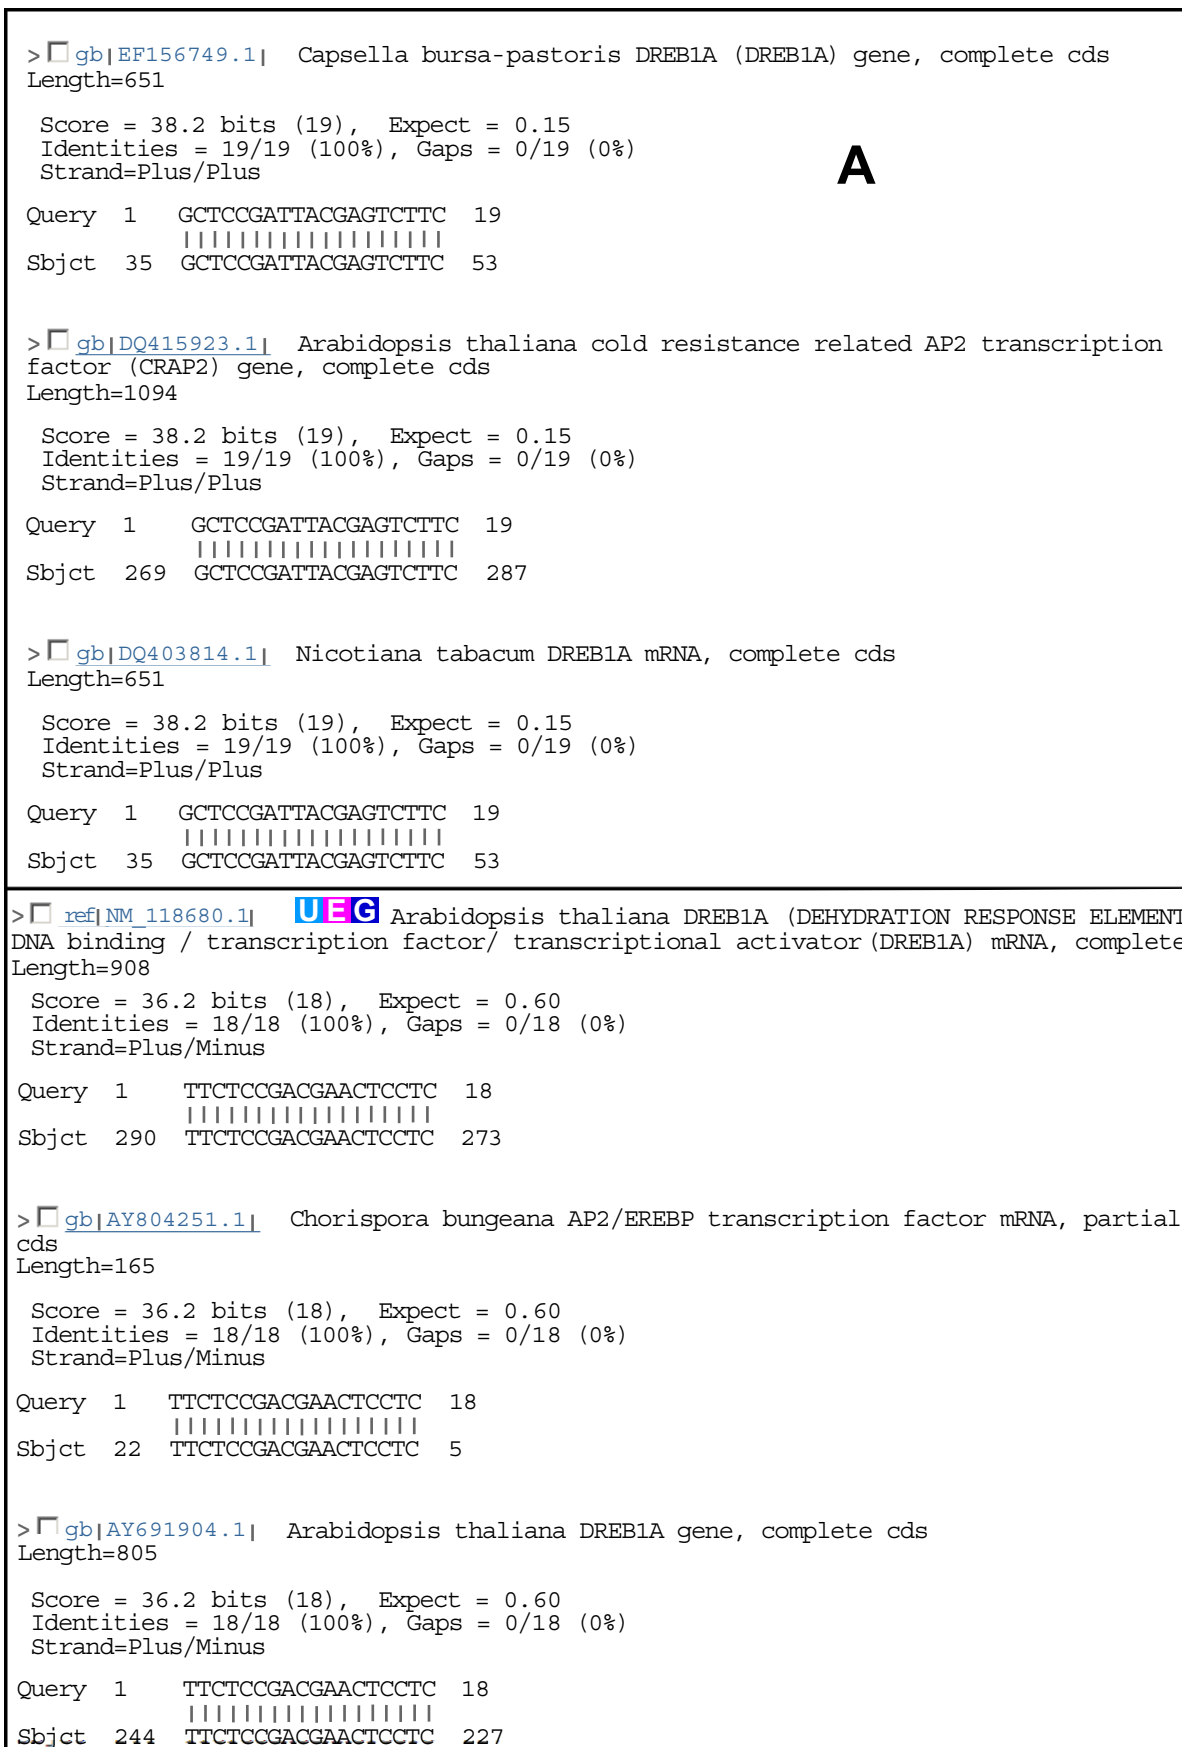 > gb|EF156749.1| Capsella bursa-pastoris DREB1A (DREB1A) gene, complete cds
Length=651
Score = 38.2 bits (19), Expect = 0.15
Identities = 19/19 (100%), Gaps = 0/19 (0%)
Strand=Plus/Plus
A
Query 1 GCTCCGATTACGAGTCTTC 19
|||||||||||||||||||
Sbjct 35 GCTCCGATTACGAGTCTTC 53
> gb|DQ415923.1| Arabidopsis thaliana cold resistance related AP2 transcription
factor (CRAP2) gene, complete cds
Length=1094
Score = 38.2 bits (19), Expect = 0.15
Identities = 19/19 (100%), Gaps = 0/19 (0%)
Strand=Plus/Plus
Query 1 GCTCCGATTACGAGTCTTC 19
|||||||||||||||||||
Sbjct 269 GCTCCGATTACGAGTCTTC 287
> gb|DQ403814.1| Nicotiana tabacum DREB1A mRNA, complete cds
Length=651
Score = 38.2 bits (19), Expect = 0.15
Identities = 19/19 (100%), Gaps = 0/19 (0%)
Strand=Plus/Plus
Query 1 GCTCCGATTACGAGTCTTC 19
|||||||||||||||||||
Sbjct 35 GCTCCGATTACGAGTCTTC 53
> ref|NM_118680.1| UEG Arabidopsis thaliana DREB1A (DEHYDRATION RESPONSE ELEMENT
DNA binding / transcription factor/ transcriptional activator (DREB1A) mRNA, complete
Length=908
Score = 36.2 bits (18), Expect = 0.60
Identities = 18/18 (100%), Gaps = 0/18 (0%)
Strand=Plus/Minus
Query 1 TTCTCCGACGAACTCCTC 18
||||||||||||||||||
Sbjct 290 TTCTCCGACGAACTCCTC 273
> gb|AY804251.1| Chorispora bungeana AP2/EREBP transcription factor mRNA, partial
cds
Length=165
Score = 36.2 bits (18), Expect = 0.60
Identities = 18/18 (100%), Gaps = 0/18 (0%)
Strand=Plus/Minus
Query 1 TTCTCCGACGAACTCCTC 18
||||||||||||||||||
Sbjct 22 TTCTCCGACGAACTCCTC 5
> gb|AY691904.1| Arabidopsis thaliana DREB1A gene, complete cds
Length=805
Score = 36.2 bits (18), Expect = 0.60
Identities = 18/18 (100%), Gaps = 0/18 (0%)
Strand=Plus/Minus
Query 1 TTCTCCGACGAACTCCTC 18
||||||||||||||||||
Sbjct 244 TTCTCCGACGAACTCCTC 227